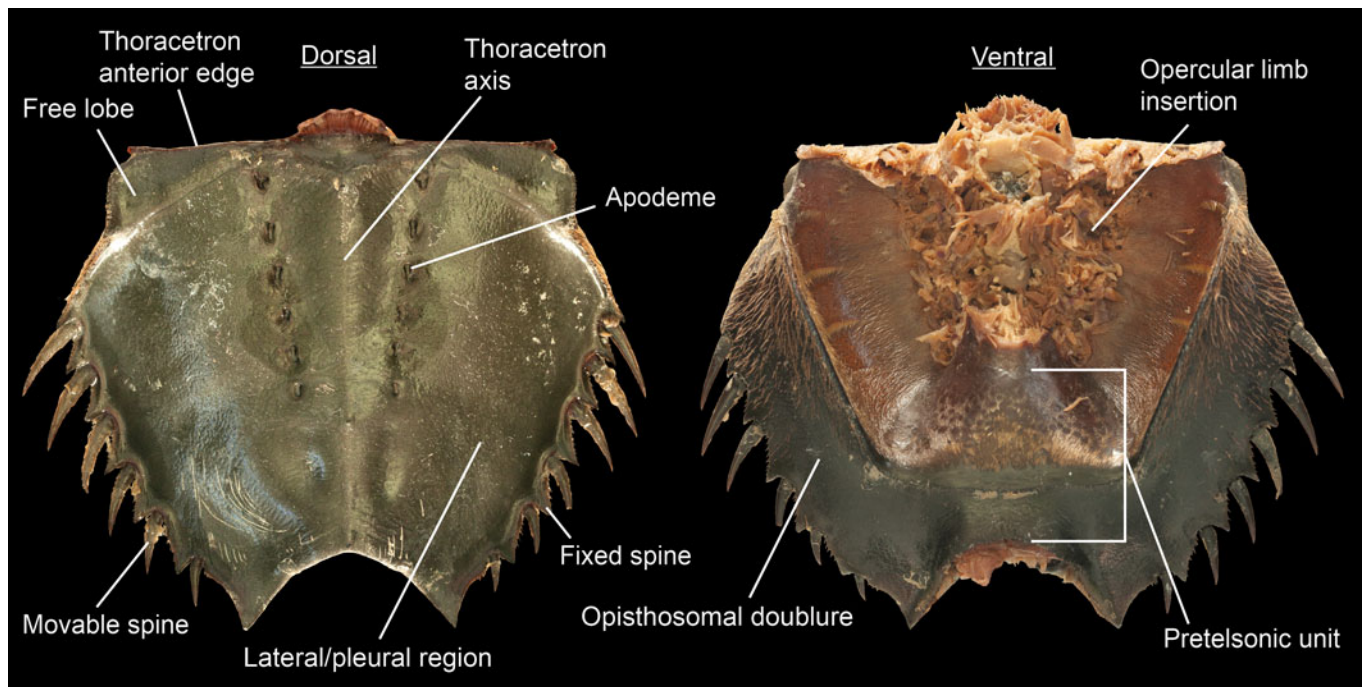 Thoracetron
anterior edge
Dorsal
Thoracetron
axis
Ventral
Opercular limb
insertion
Free lobe
Apodeme
Fixed spine
Movable spine
Opisthosomal doublure
Pretelsonic unit
Lateral/pleural region